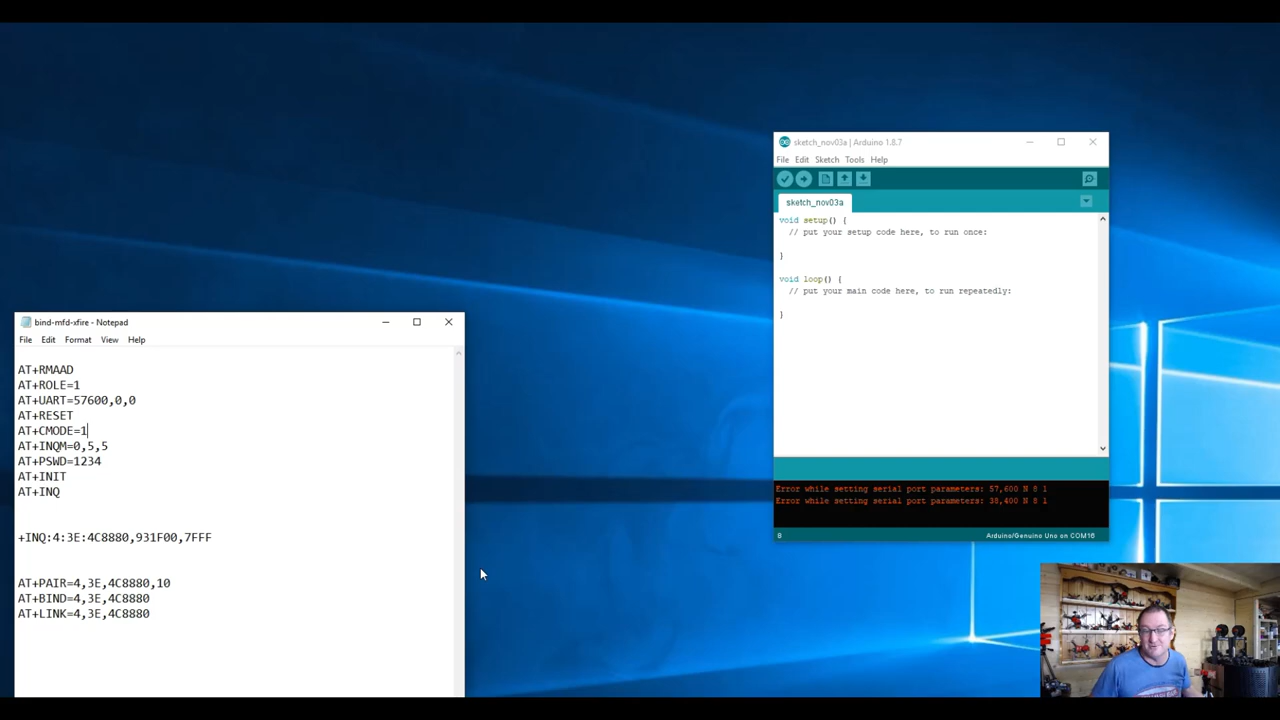 sketch_nov03a | Arduino 1.8.7
File Edit Sketch Tools Help
sketch_nov03a
void setup() {
// put your setup code here, to run once:
}
void loop() {
// put your main code here, to run repeatedly:
}
Error while setting serial port parameters: 57,600 N 8 1
Error while setting serial port parameters: 38,400 N 8 1
8
Arduino/Genuino Uno on COM16
bind-mfd-xfire - Notepad
File Edit Format View Help
AT+RMAAD
AT+ROLE=1
AT+UART=57600,0,0
AT+RESET
AT+CMODE=1
AT+INQM=0,5,5
AT+PSWD=1234
AT+INIT
AT+INQ
+INQ:4:3E:4C8880,931F00,7FFF
AT+PAIR=4,3E,4C8880,10
AT+BIND=4,3E,4C8880
AT+LINK=4,3E,4C8880